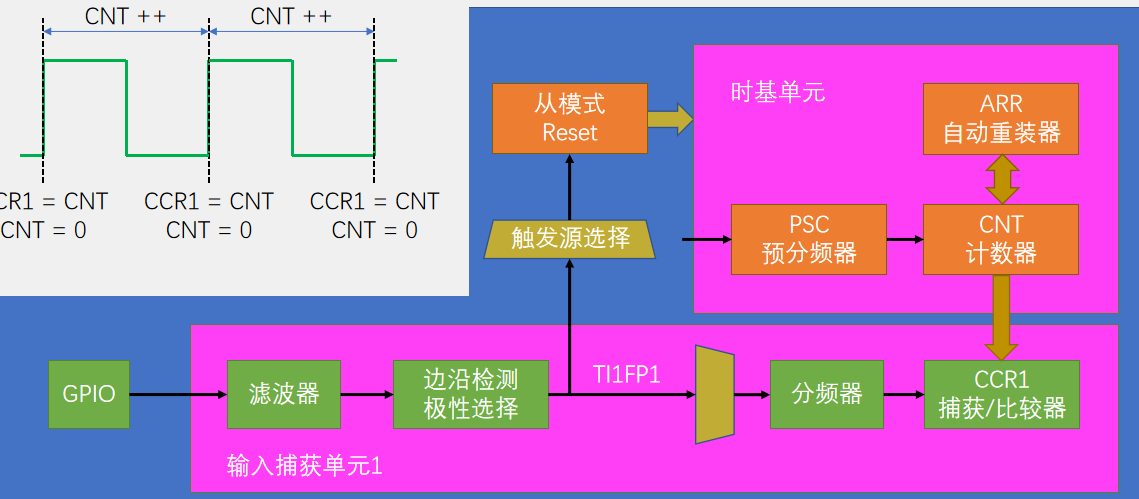 CNT ++
CNT ++
CR1 = CNT
CNT = 0
CCR1 = CNT
CNT = 0
CCR1 = CNT
CNT = 0
从模式
Reset
时基单元
ARR
自动重装器
触发源选择
PSC
预分频器
CNT
计数器
GPIO
滤波器
边沿检测
极性选择
TI1FP1
分频器
CCR1
捕获/比较器
输入捕获单元1